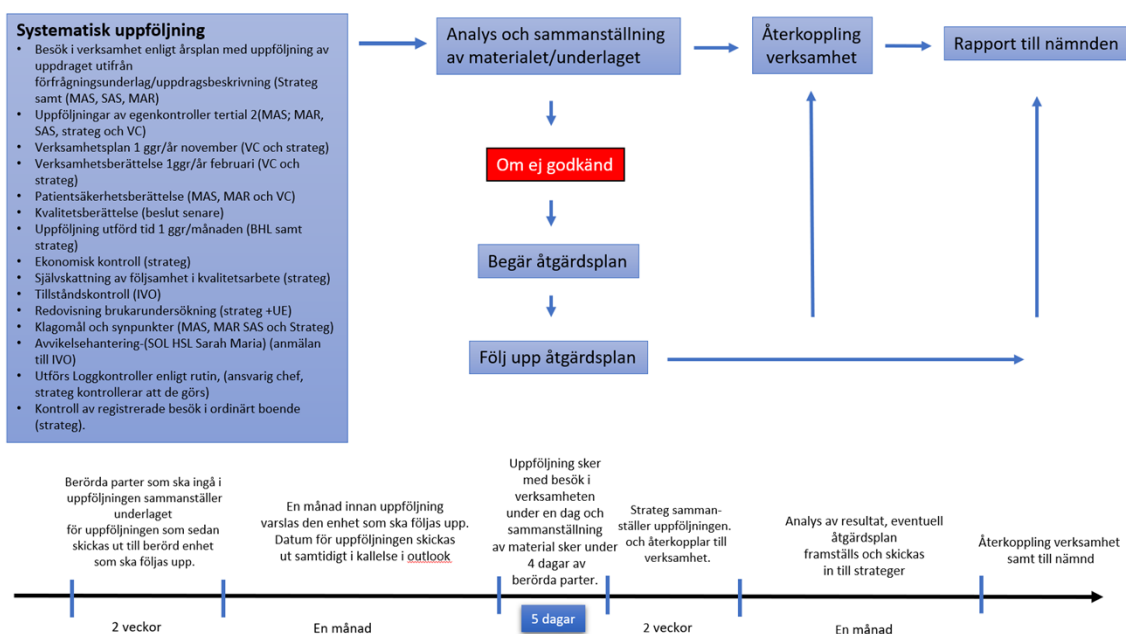 Systematisk uppföljning
• Besök i verksamhet enligt årsplan med uppföljning av
uppdraget utifrån
förfrågningsunderlag/uppdragsbeskrivning (Strateg
samt (MAS, SAS, MAR)
• Uppföljningar av egenkontroller tertial 2(MAS; MAR,
SAS, strateg och VC)
• Verksamhetsplan 1 ggr/år november (VC och strateg)
• Verksamhetsberättelse 1ggr/år februari (VC och
strateg)
• Patientsäkerhetsberättelse (MAS, MAR och VC)
• Kvalitetsberättelse (beslut senare)
• Uppföljning utförd tid 1 ggr/månaden (BHL samt
strateg)
• Ekonomisk kontroll (strateg)
• Självskattning av följsamhet i kvalitetsarbete (strateg)
• Tillståndskontroll (IVO)
• Redovisning brukarundersökning (strateg +UE)
• Klagomål och synpunkter (MAS, MAR SAS och Strateg)
• Avvikelsehantering-(SOL HSL Sarah Maria) (anmälan
till IVO)
• Utförs Loggkontroller enligt rutin, (ansvarig chef,
strateg kontrollerar att de görs)
• Kontroll av registrerade besök i ordinärt boende
(strateg).
Analys och sammanställning
av materialet/underlaget
Återkoppling
verksamhet
Rapport till nämnden
Om ej godkänd
Begär åtgärdsplan
Följ upp åtgärdsplan
Berörda parter som ska ingå i
uppföljningen sammanställer
underlaget
för uppföljningen som sedan
skickas ut till berörd enhet
som ska följas upp.
2 veckor
En månad innan uppföljning
varslas den enhet som ska följas upp.
Datum för uppföljningen skickas
ut samtidigt i kallelse i outlook
En månad
Uppföljning sker
med besök i
verksamheten
under en dag och
sammanställning
av material sker under
4 dagar av
berörda parter.
5 dagar
Strateg samman-
ställer uppföljningen.
och återkopplar till
verksamhet.
2 veckor
Analys av resultat, eventuell
åtgärdsplan
framställs och skickas
in till strateger
En månad
Återkoppling verksamhet
samt till nämnd